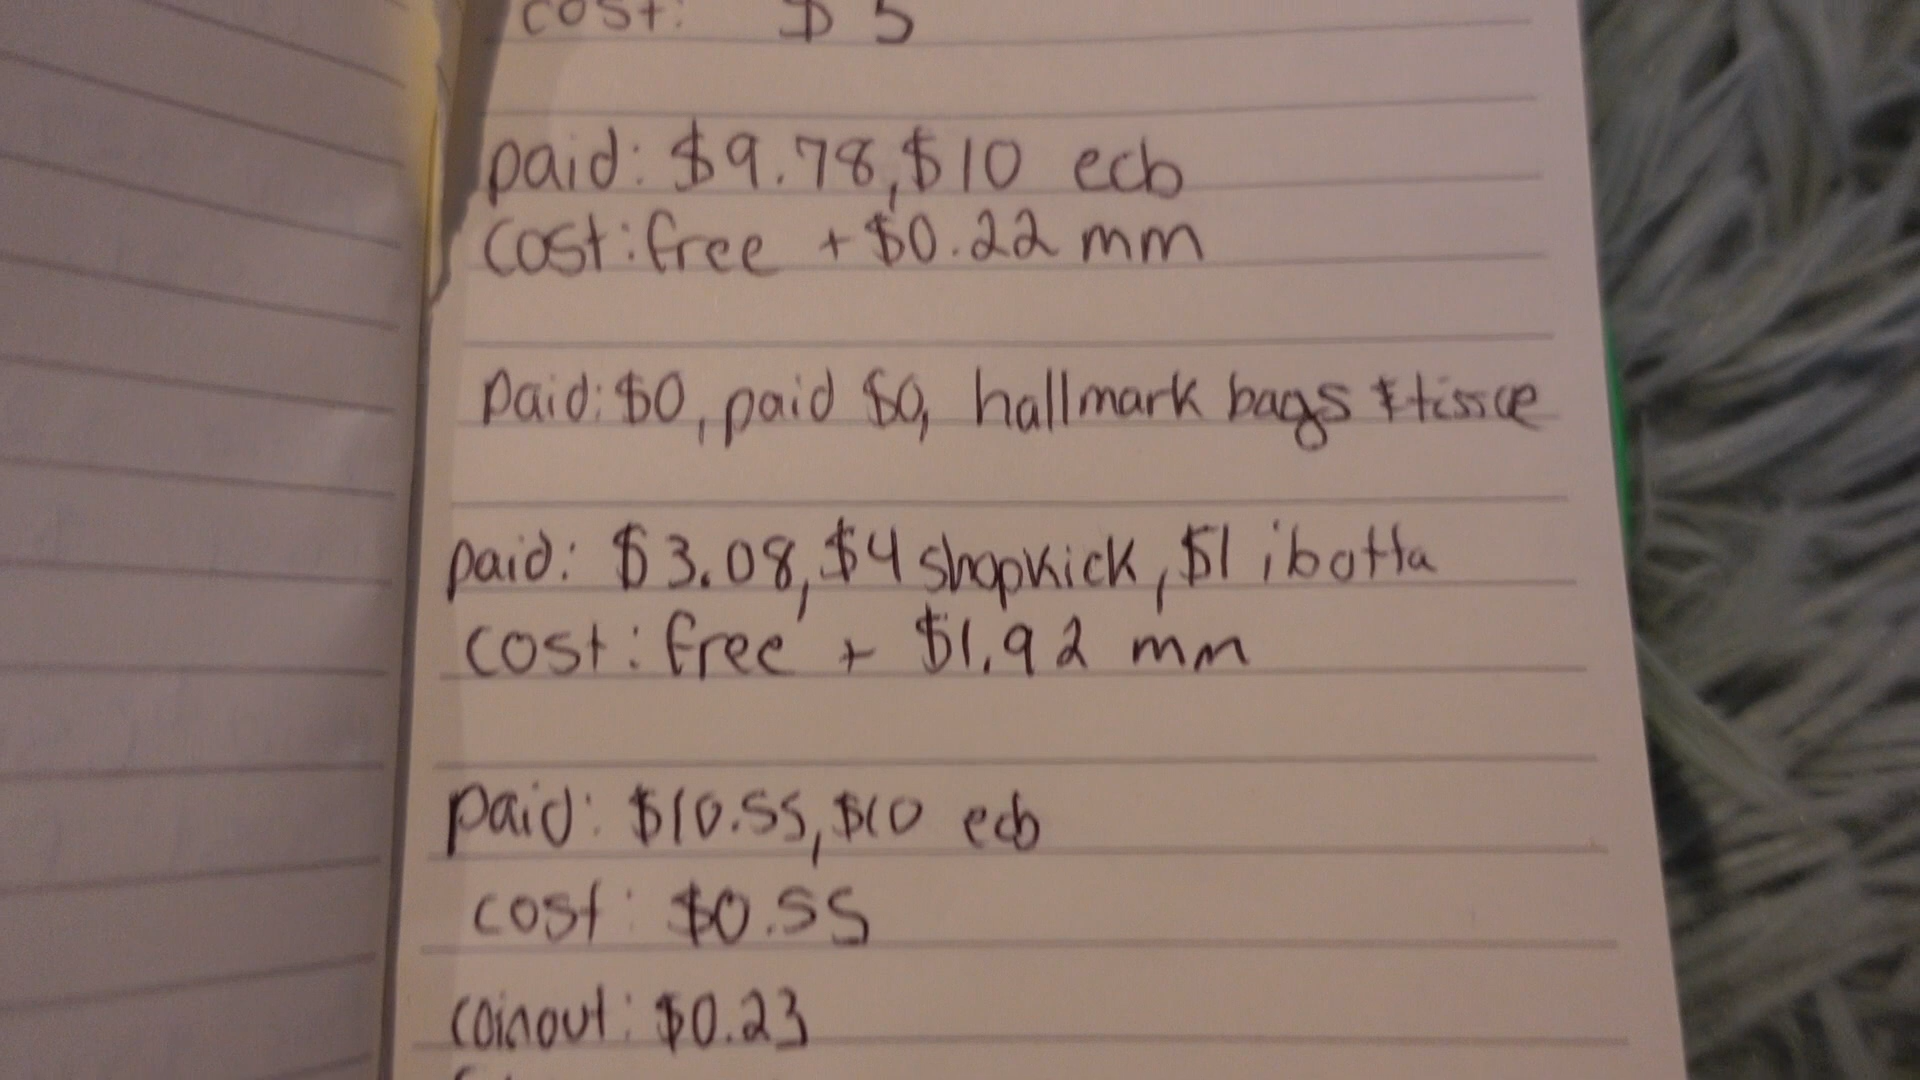 cost: $5
paid: $9.78, $10 ecb
cost: free + $0.22 mm
paid: $0, paid $0, hallmark bags & tissue
paid: $3.08, $4 shopkick, $1 ibotta
cost: free + $1.92 mm
paid: $10.55, $10 ecb
cost: $0.55
coinout: $0.23